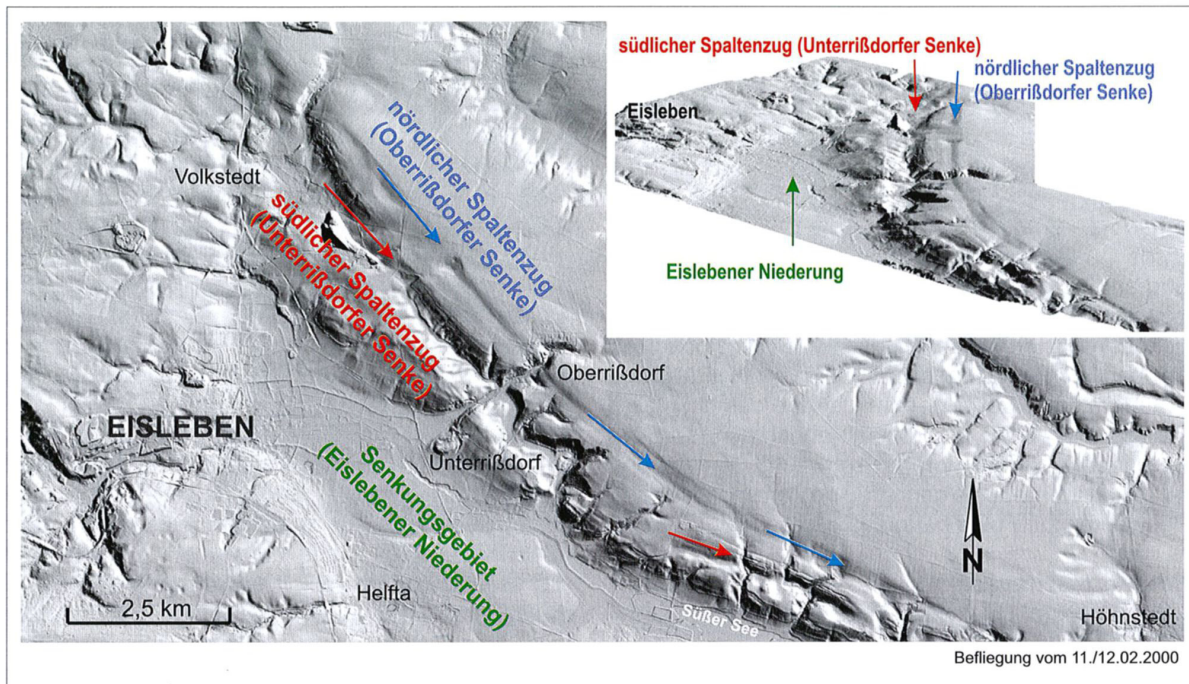 südlicher Spaltenzug (Unterrißdorfer Senke)
nördlicher Spaltenzug
(Oberrißdorfer Senke)
Eisleben
Eislebener Niederung
nördlicher Spaltenzug
(Oberrißdorfer Senke)
Volkstedt
südlicher Spaltenzug
(Unterrißdorfer Senke)
Oberrißdorf
EISLEBEN
Unterrißdorf
Senkungsgebiet
(Eislebener Niederung)
N
2,5 km
Helfta
Süßer See
Höhnstedt
Befliegung vom 11./12.02.2000